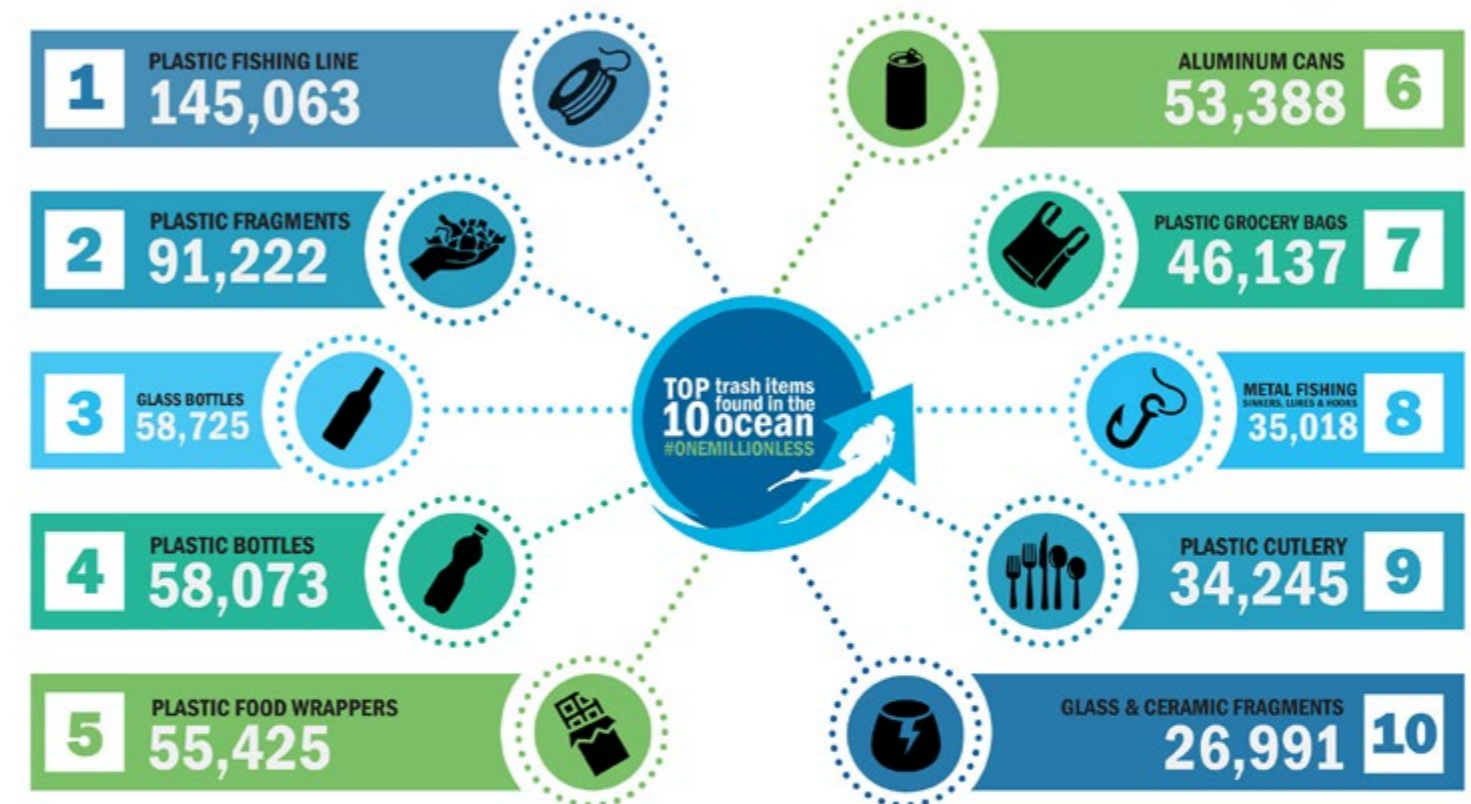 1
PLASTIC FISHING LINE
145,063
2
PLASTIC FRAGMENTS
91,222
3
GLASS BOTTLES
58,725
4
PLASTIC BOTTLES
58,073
5
PLASTIC FOOD WRAPPERS
55,425
TOP trash items
10 found in the
ocean
#ONEMILLIONLESS
ALUMINUM CANS
53,388
6
PLASTIC GROCERY BAGS
46,137
7
METAL FISHING
SINKERS, LURES & HOOKS
35,018
8
PLASTIC CUTLERY
34,245
9
GLASS & CERAMIC FRAGMENTS
26,991
10